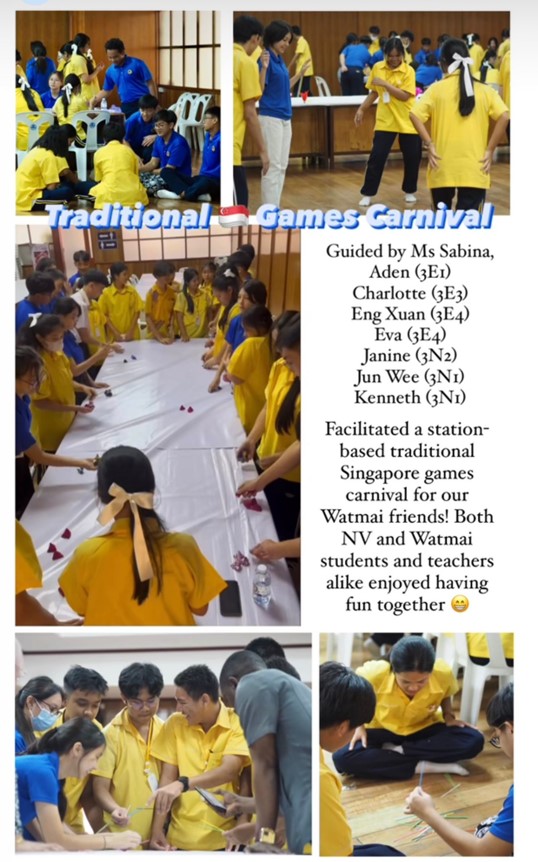 Traditional 🇸🇬 Games Carnival
Guided by Ms Sabina,
Aden (3E1)
Charlotte (3E3)
Eng Xuan (3E4)
Eva (3E4)
Janine (3N2)
Jun Wee (3N1)
Kenneth (3N1)
Facilitated a station-
based traditional
Singapore games
carnival for our
Watmai friends! Both
NV and Watmai
students and teachers
alike enjoyed having
fun together 😁